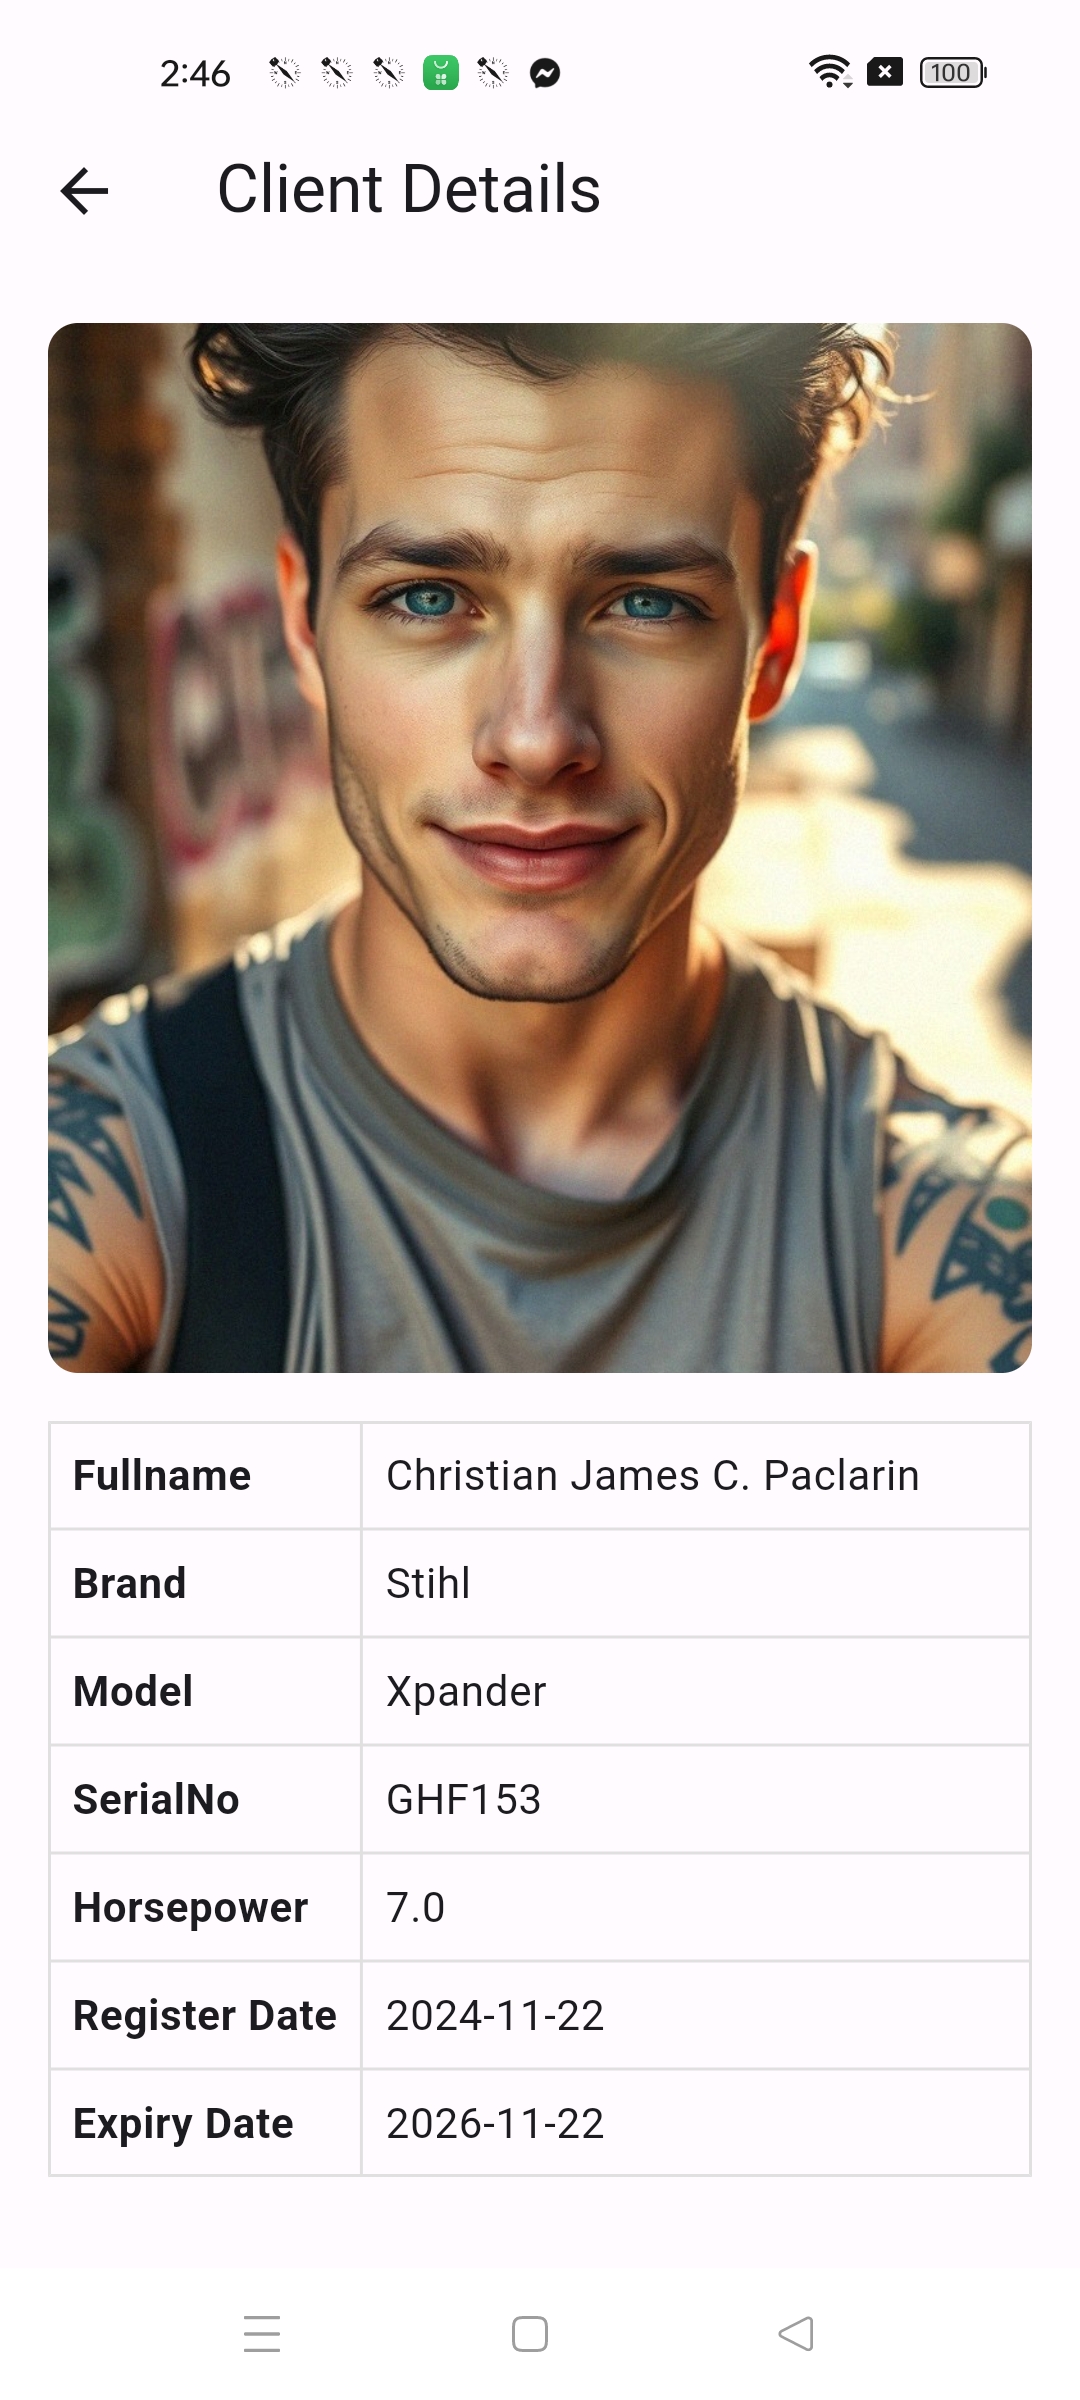 2:46
100
Client Details
Fullname Christian James C. Paclarin
Brand Stihl
Model Xpander
SerialNo GHF153
Horsepower 7.0
Register Date 2024-11-22
Expiry Date 2026-11-22